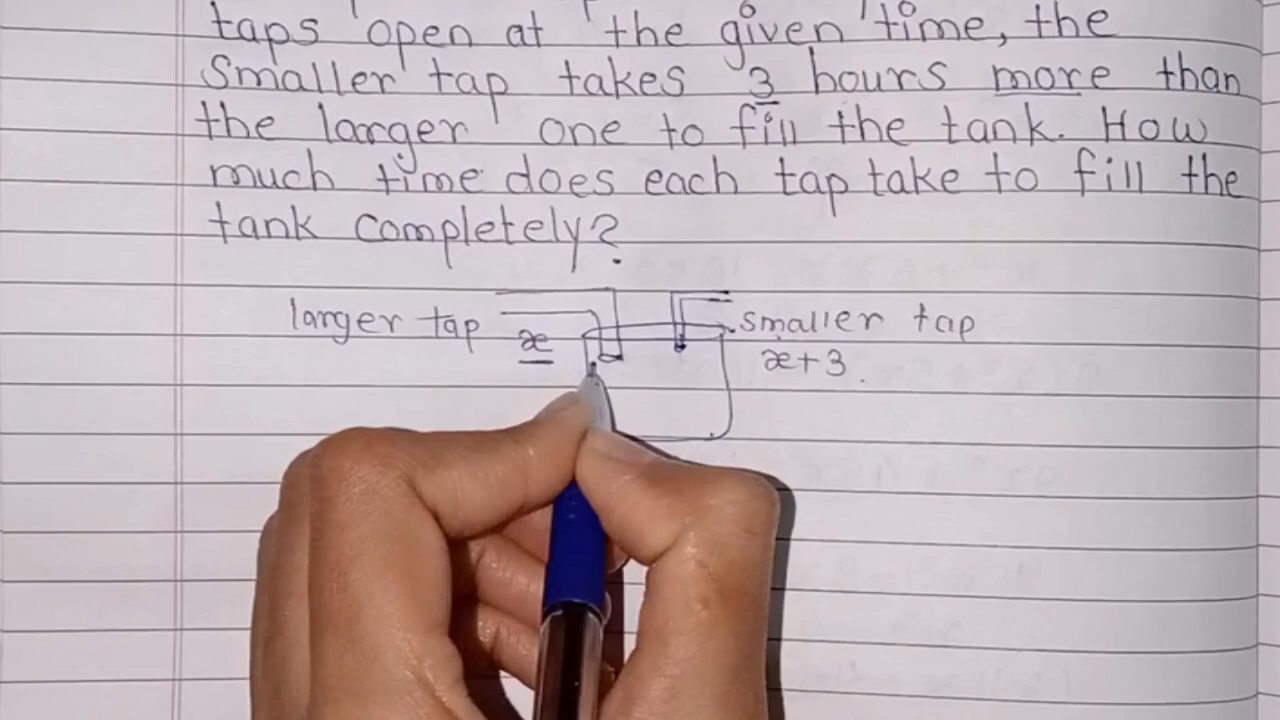 taps open at the given time, the
smaller tap takes 3 hours more than
the larger one to fill the tank. How
much time does each tap take to fill the
tank completely?
larger tap x smaller tap
x+3